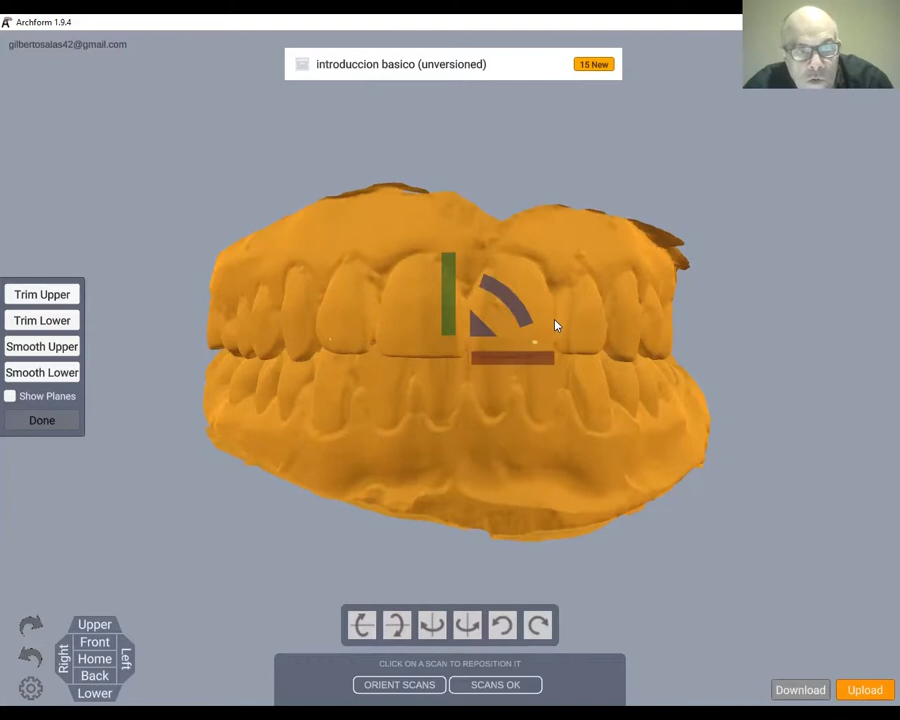 Archform 1.9.4
gilbertosalas42@gmail.com
introduccion basico (unversioned)
15 New
Trim Upper
Trim Lower
Smooth Upper
Smooth Lower
Show Planes
Done
Upper
Front
Right
Home
Left
Back
Lower
CLICK ON A SCAN TO REPOSITION IT
ORIENT SCANS
SCANS OK
Download
Upload